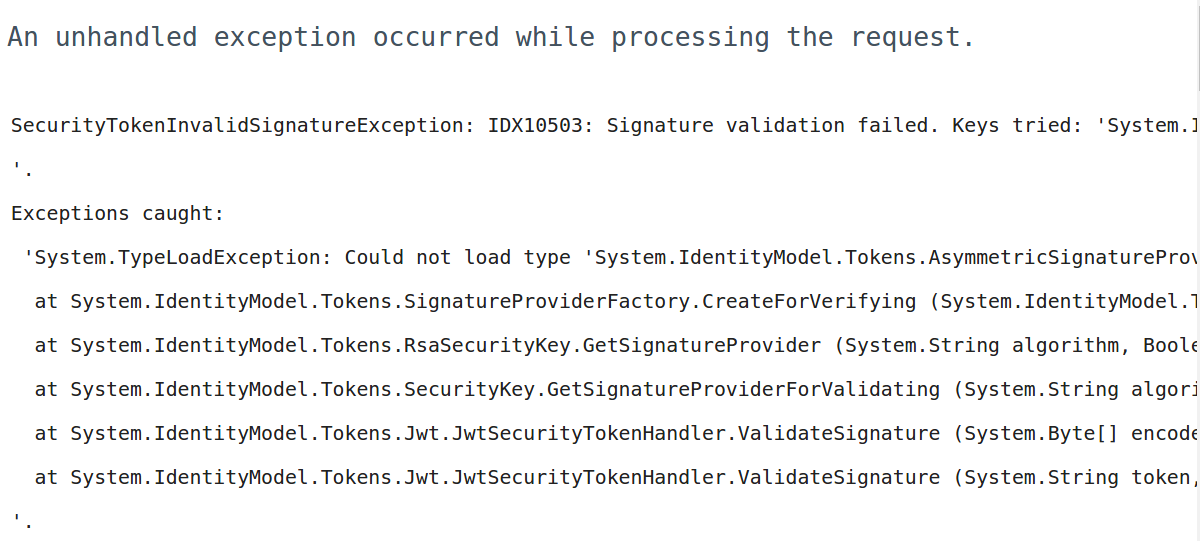 An unhandled exception occurred while processing the request.
SecurityTokenInvalidSignatureException: IDX10503: Signature validation failed. Keys tried: 'System.I
'.
Exceptions caught:
'System.TypeLoadException: Could not load type 'System.IdentityModel.Tokens.AsymmetricSignatureProv
at System.IdentityModel.Tokens.SignatureProviderFactory.CreateForVerifying (System.IdentityModel.T
at System.IdentityModel.Tokens.RsaSecurityKey.GetSignatureProvider (System.String algorithm, Boole
at System.IdentityModel.Tokens.SecurityKey.GetSignatureProviderForValidating (System.String algori
at System.IdentityModel.Tokens.Jwt.JwtSecurityTokenHandler.ValidateSignature (System.Byte[] encode
at System.IdentityModel.Tokens.Jwt.JwtSecurityTokenHandler.ValidateSignature (System.String token,
'.